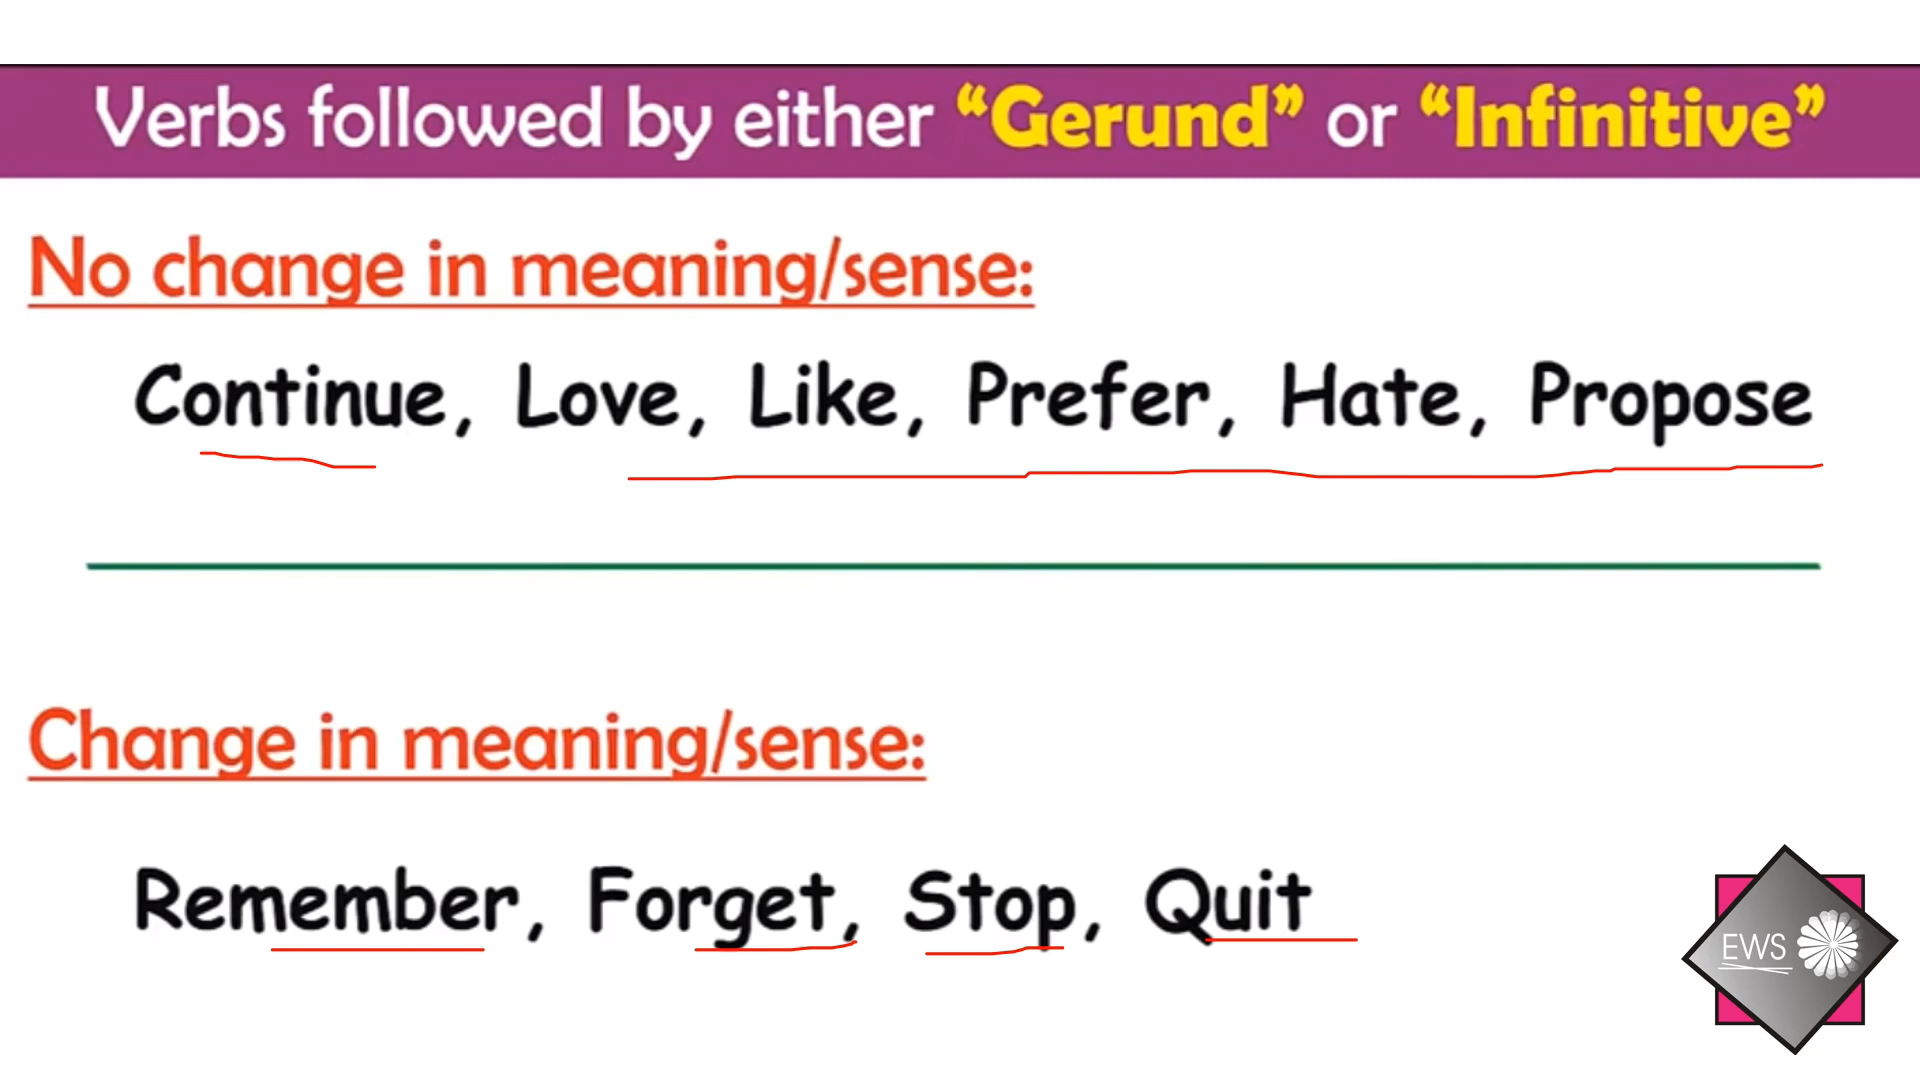 Verbs followed by either “Gerund” or “Infinitive”
No change in meaning/sense:
Continue, Love, Like, Prefer, Hate, Propose
Change in meaning/sense:
Remember, Forget, Stop, Quit
EWS